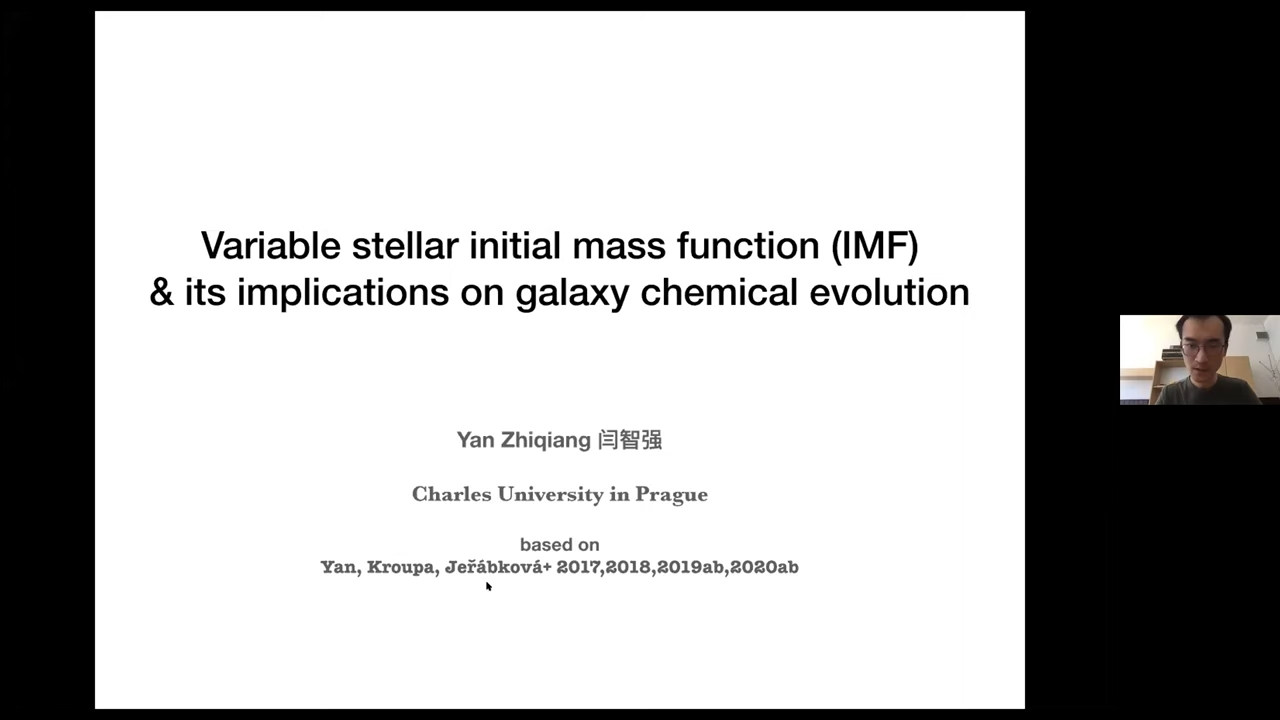 Variable stellar initial mass function (IMF)
& its implications on galaxy chemical evolution
Yan Zhiqiang 闫智强
Charles University in Prague
based on
Yan, Kroupa, Jeřábková+ 2017,2018,2019ab,2020ab